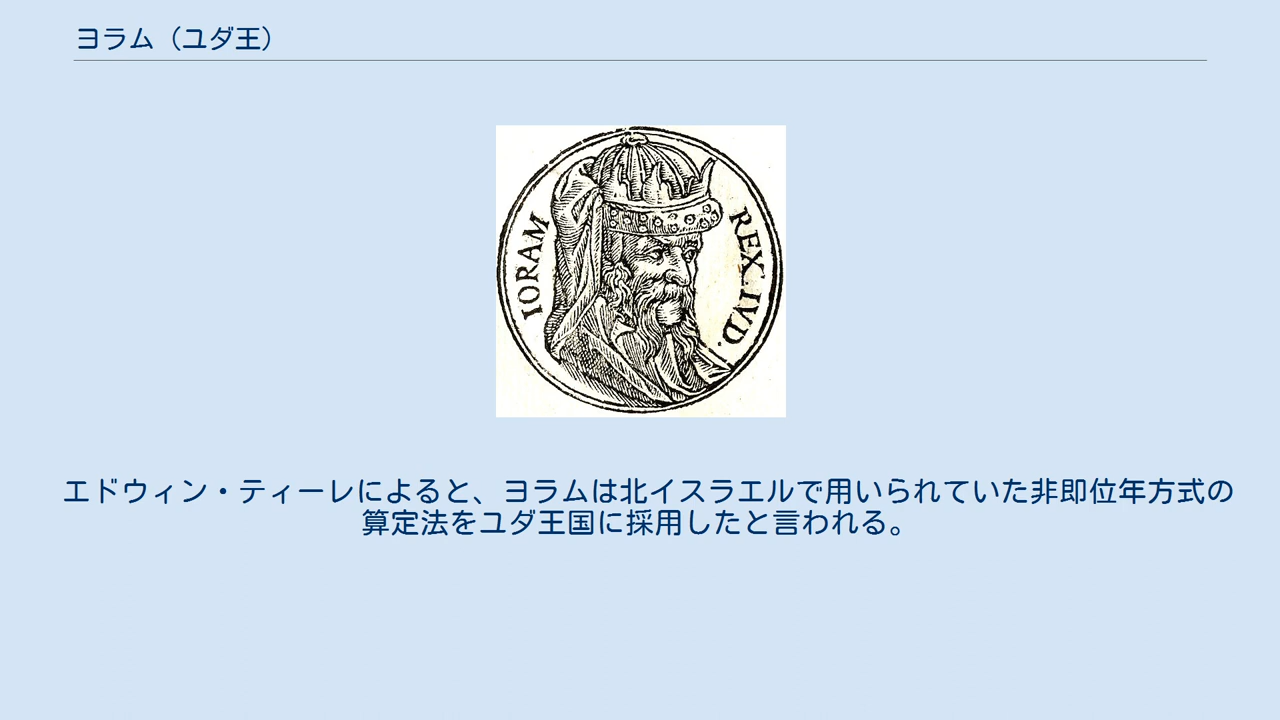 ヨラム（ユダ王）
IORAM
REX.IVD.
エドウィン・ティーレによると、ヨラムは北イスラエルで用いられていた非即位年方式の
算定法をユダ王国に採用したと言われる。